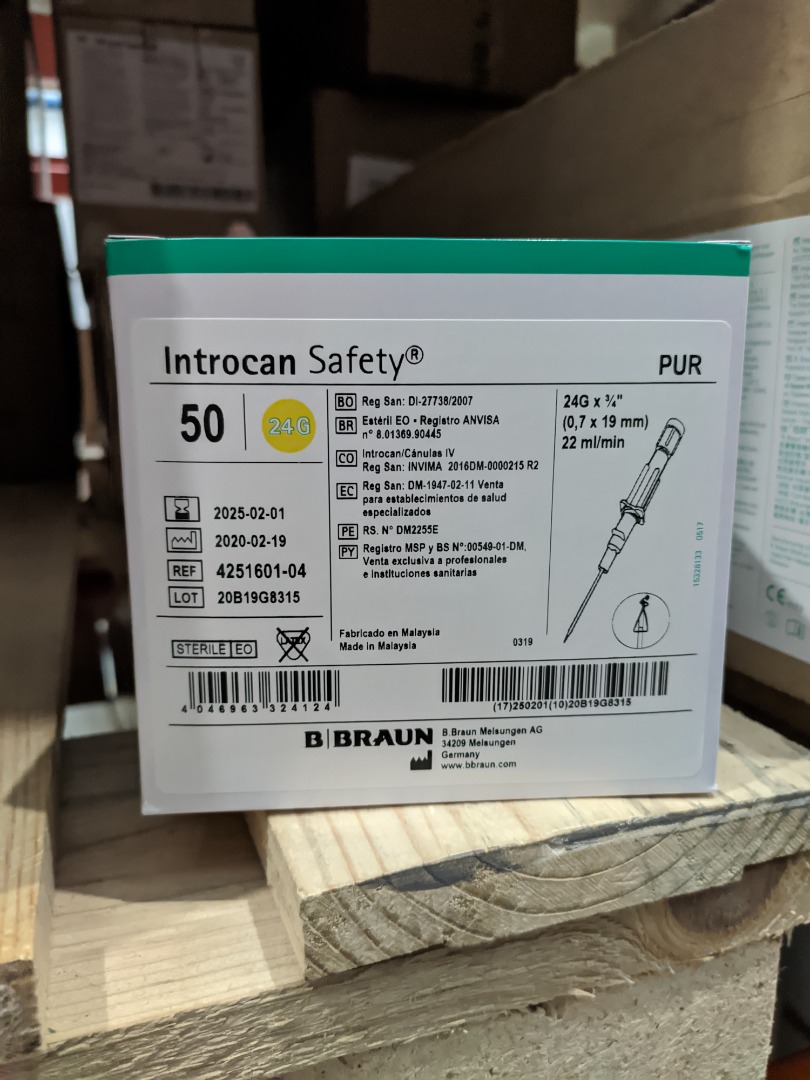 Introcan Safety®
PUR
50
24G
2025-02-01
2020-02-19
REF 4251601-04
LOT 20B19G8315
STERILE EO
LATEX
BO Reg San: DI-27738/2007
BR Estéril EO • Registro ANVISA
n° 8.01369.90445
CO Introcan/Cánulas IV
Reg San: INVIMA 2016DM-0000215 R2
EC Reg San: DM-1947-02-11 Venta
para establecimientos de salud
especializados
PE RS. N° DM2255E
PY Registro MSP y BS N°:00549-01-DM,
Venta exclusiva a profesionales
e instituciones sanitarias
Fabricado en Malaysia
Made in Malaysia
0319
24G x ¾"
(0,7 x 19 mm)
22 ml/min
15328133 0517
4 046963 324124
(17)250201(10)20B19G8315
B|BRAUN
B.Braun Melsungen AG
34209 Melsungen
Germany
www.bbraun.com
CE